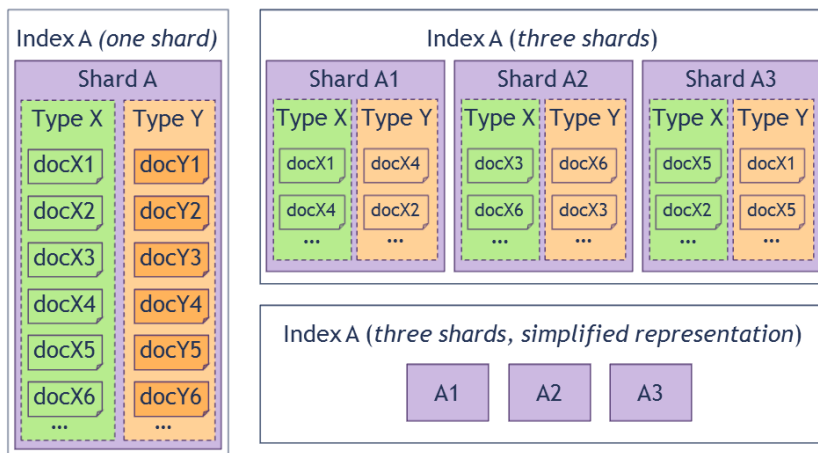 Index A (one shard)
Shard A
Type X Type Y
docX1 docY1
docX2 docY2
docX3 docY3
docX4 docY4
docX5 docY5
docX6 docY6
... ...
Index A (three shards)
Shard A1 Shard A2 Shard A3
Type X Type Y Type X Type Y Type X Type Y
docX1 docX4 docX3 docX6 docX5 docX1
docX4 docX2 docX6 docX3 docX2 docX5
... ... ... ... ... ...
Index A (three shards, simplified representation)
A1 A2 A3